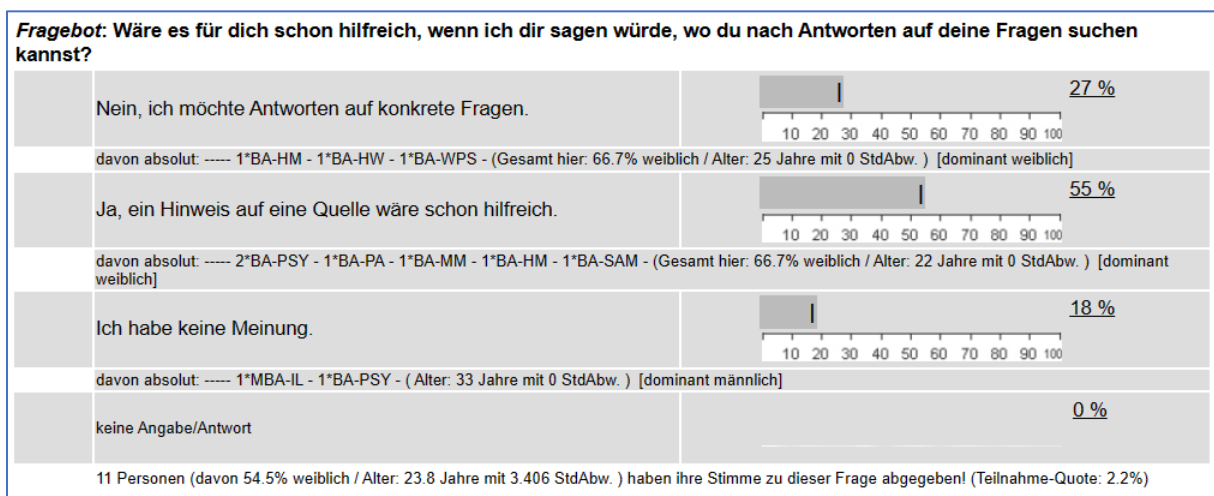 Fragebot: Wäre es für dich schon hilfreich, wenn ich dir sagen würde, wo du nach Antworten auf deine Fragen suchen
kannst?
Nein, ich möchte Antworten auf konkrete Fragen.
27 %
10 20 30 40 50 60 70 80 90 100
davon absolut: ----- 1*BA-HM - 1*BA-HW - 1*BA-WPS - (Gesamt hier: 66.7% weiblich / Alter: 25 Jahre mit 0 StdAbw. ) [dominant weiblich]
Ja, ein Hinweis auf eine Quelle wäre schon hilfreich.
55 %
10 20 30 40 50 60 70 80 90 100
davon absolut: ----- 2*BA-PSY - 1*BA-PA - 1*BA-MM - 1*BA-HM - 1*BA-SAM - (Gesamt hier: 66.7% weiblich / Alter: 22 Jahre mit 0 StdAbw. ) [dominant
weiblich]
Ich habe keine Meinung.
18 %
10 20 30 40 50 60 70 80 90 100
davon absolut: ----- 1*MBA-IL - 1*BA-PSY - ( Alter: 33 Jahre mit 0 StdAbw. ) [dominant männlich]
keine Angabe/Antwort
0 %
11 Personen (davon 54.5% weiblich / Alter: 23.8 Jahre mit 3.406 StdAbw. ) haben ihre Stimme zu dieser Frage abgegeben! (Teilnahme-Quote: 2.2%)